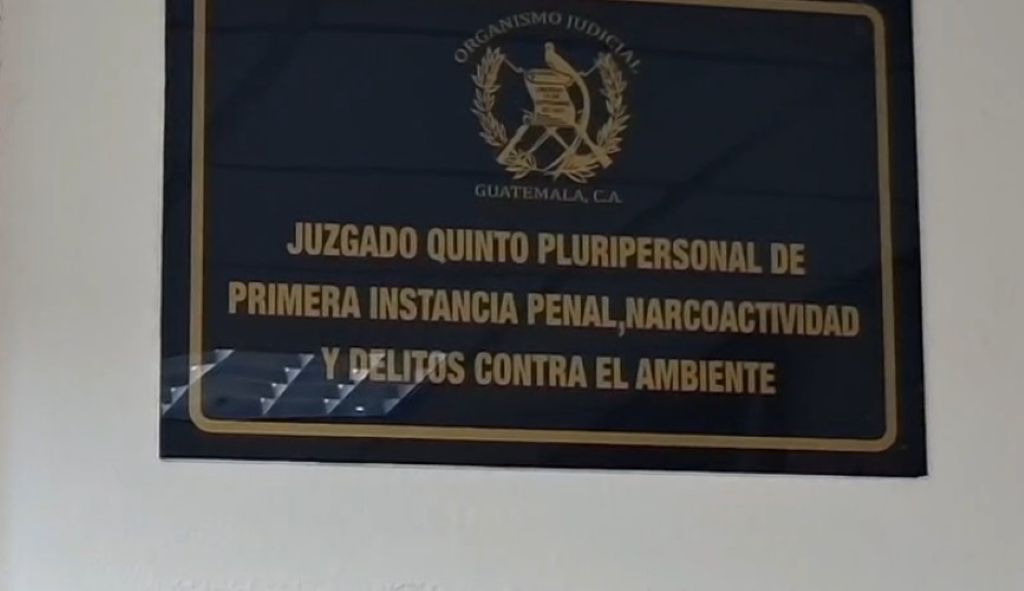 ORGANISMO JUDICIAL
GUATEMALA, C.A.
JUZGADO QUINTO PLURIPERSONAL DE
PRIMERA INSTANCIA PENAL,NARCOACTIVIDAD
Y DELITOS CONTRA EL AMBIENTE